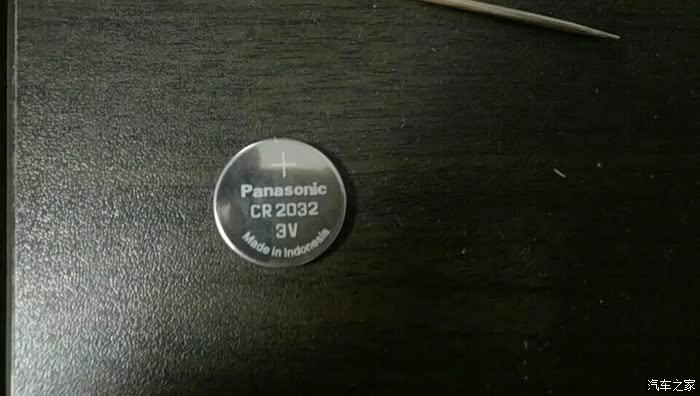 +
Panasonic
CR 2032
3V
Made in Indonesia
汽车之家